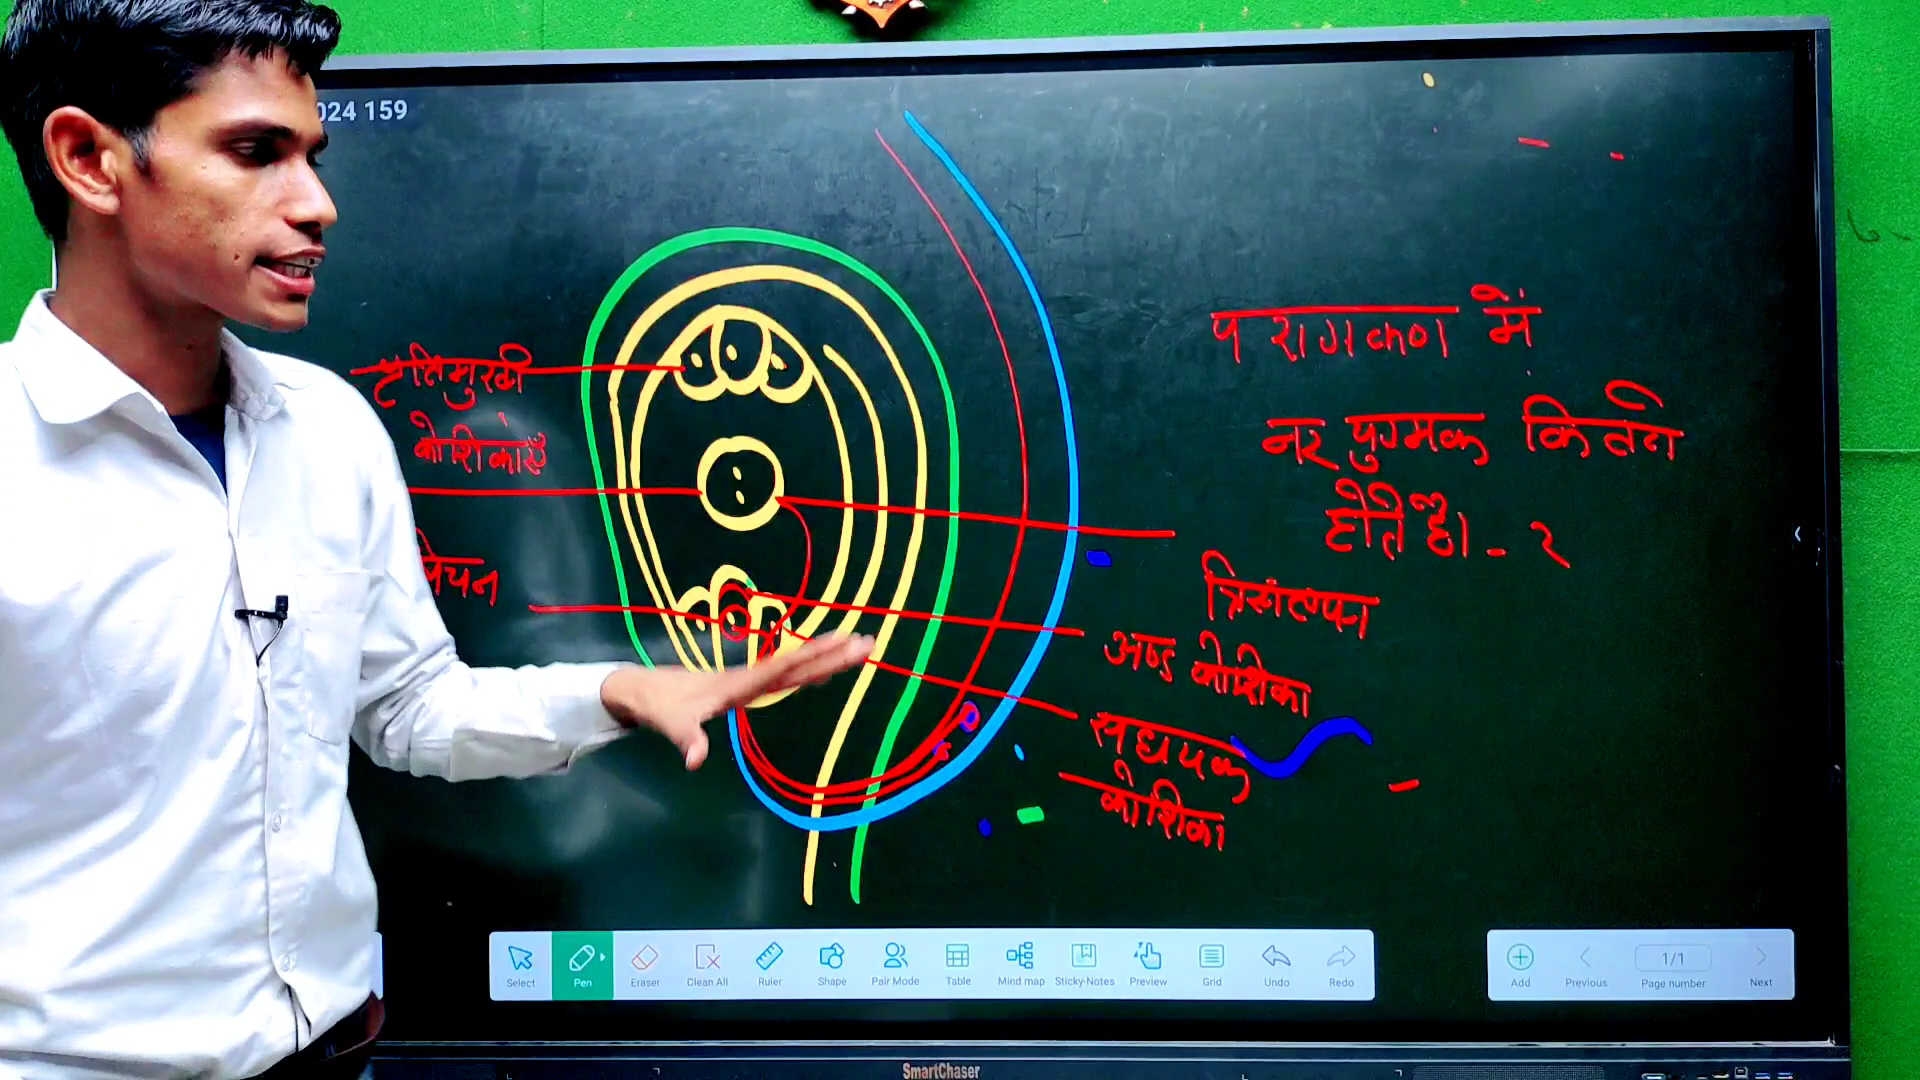 024 159
प्रतिमुखी
कोशिकाएँ
षेचन
परागकण में
नर युग्मक कितने
होते है। - २
त्रिसंलयन
अण्ड कोशिका
सहायक
कोशिका
Select Pen Eraser Clean All Ruler Shape Pair Mode Table Mind map Sticky-Notes Preview Grid Undo Redo
Add Previous 1/1 Page number Next
SmartChaser